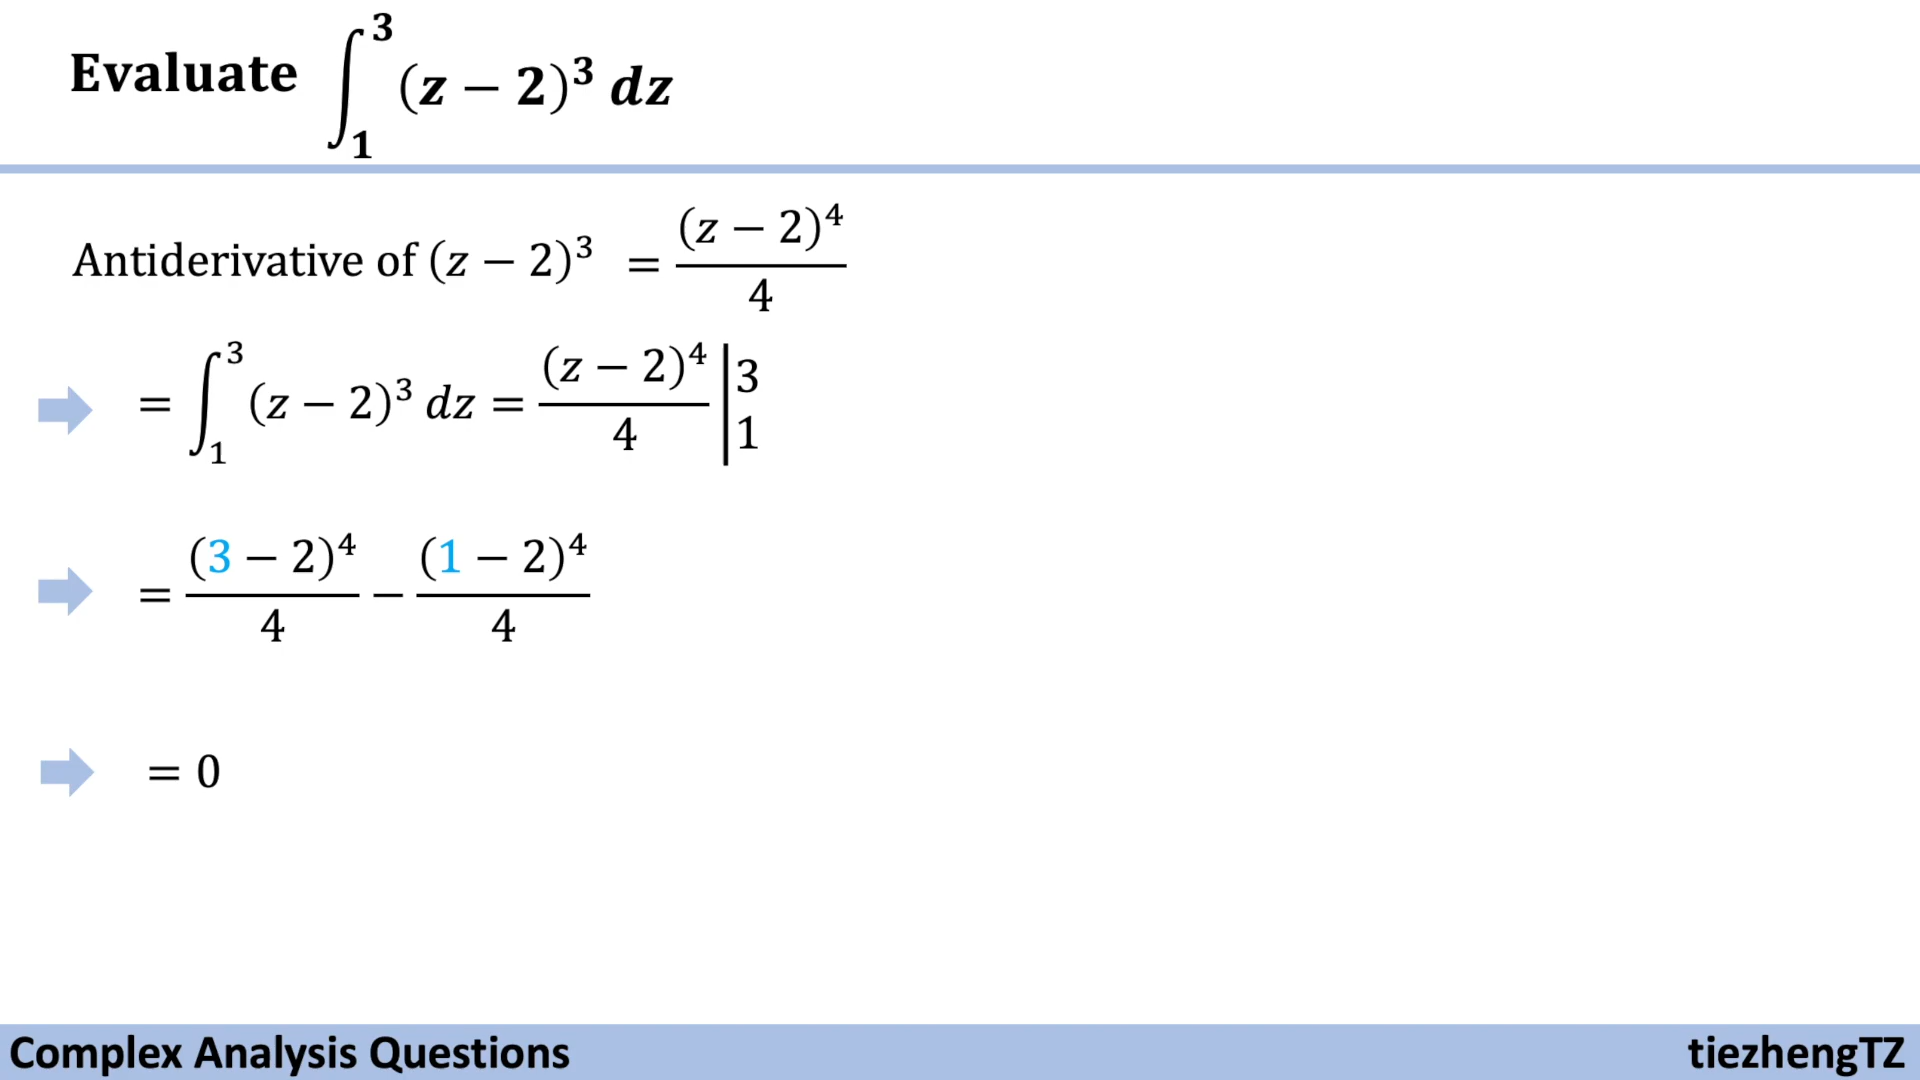 Evaluate ∫₁³ (z − 2)³ dz
Antiderivative of (z − 2)³ = (z − 2)⁴ / 4
= ∫₁³ (z − 2)³ dz = (z − 2)⁴ / 4 |₁³
= (3 − 2)⁴ / 4 − (1 − 2)⁴ / 4
= 0
Complex Analysis Questions
tiezhengTZ